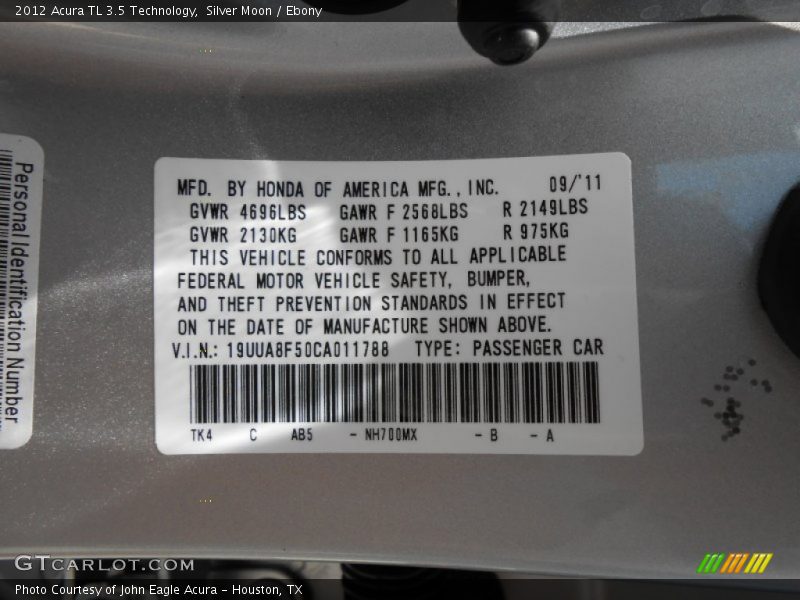 2012 Acura TL 3.5 Technology, Silver Moon / Ebony
Personal Identification Number
MFD. BY HONDA OF AMERICA MFG., INC. 09/'11
GVWR 4696LBS GAWR F 2568LBS R 2149LBS
GVWR 2130KG GAWR F 1165KG R 975KG
THIS VEHICLE CONFORMS TO ALL APPLICABLE
FEDERAL MOTOR VEHICLE SAFETY, BUMPER,
AND THEFT PREVENTION STANDARDS IN EFFECT
ON THE DATE OF MANUFACTURE SHOWN ABOVE.
V.I.N.: 19UUA8F50CA011788 TYPE: PASSENGER CAR
TK4 C AB5 - NH700MX - B - A
GTCARLOT.COM
Photo Courtesy of John Eagle Acura - Houston, TX